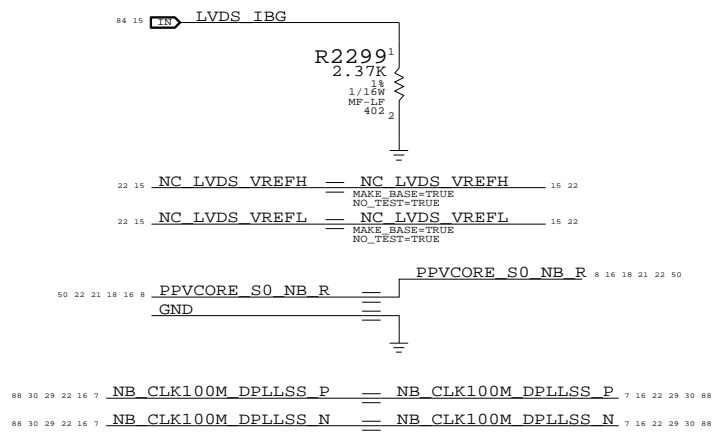 84 15 IN LVDS_IBG
R2299 1
2.37K
1%
1/16W
MF-LF
402 2
22 15 NC_LVDS_VREFH NC_LVDS_VREFH 15 22
MAKE_BASE=TRUE
NO_TEST=TRUE
22 15 NC_LVDS_VREFL NC_LVDS_VREFL 15 22
MAKE_BASE=TRUE
NO_TEST=TRUE
PPVCORE_S0_NB_R 8 16 18 21 22 50
50 22 21 18 16 8 PPVCORE_S0_NB_R
GND
88 30 29 22 16 7 NB_CLK100M_DPLLSS_P NB_CLK100M_DPLLSS_P 7 16 22 29 30 88
88 30 29 22 16 7 NB_CLK100M_DPLLSS_N NB_CLK100M_DPLLSS_N 7 16 22 29 30 88